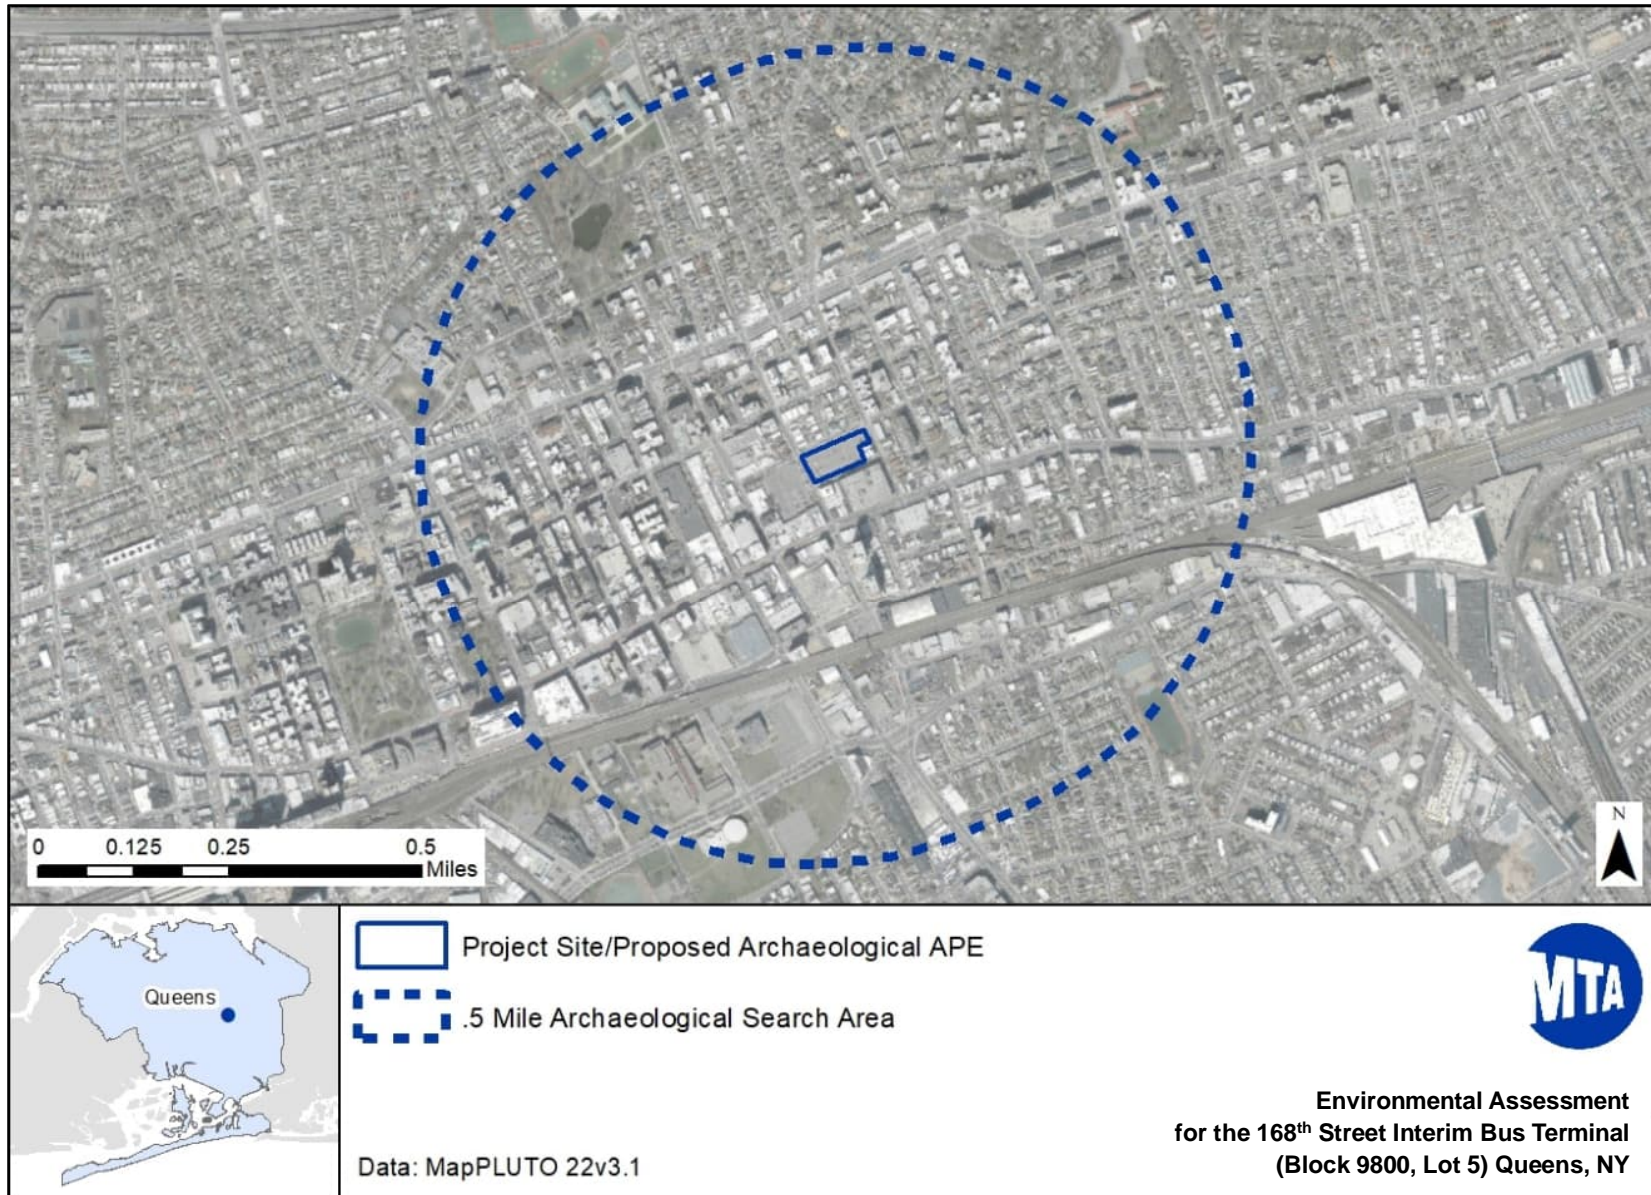 N
0 0.125 0.25 0.5
Miles
Queens
Project Site/Proposed Archaeological APE
.5 Mile Archaeological Search Area
Data: MapPLUTO 22v3.1
MTA
Environmental Assessment
for the 168th Street Interim Bus Terminal
(Block 9800, Lot 5) Queens, NY